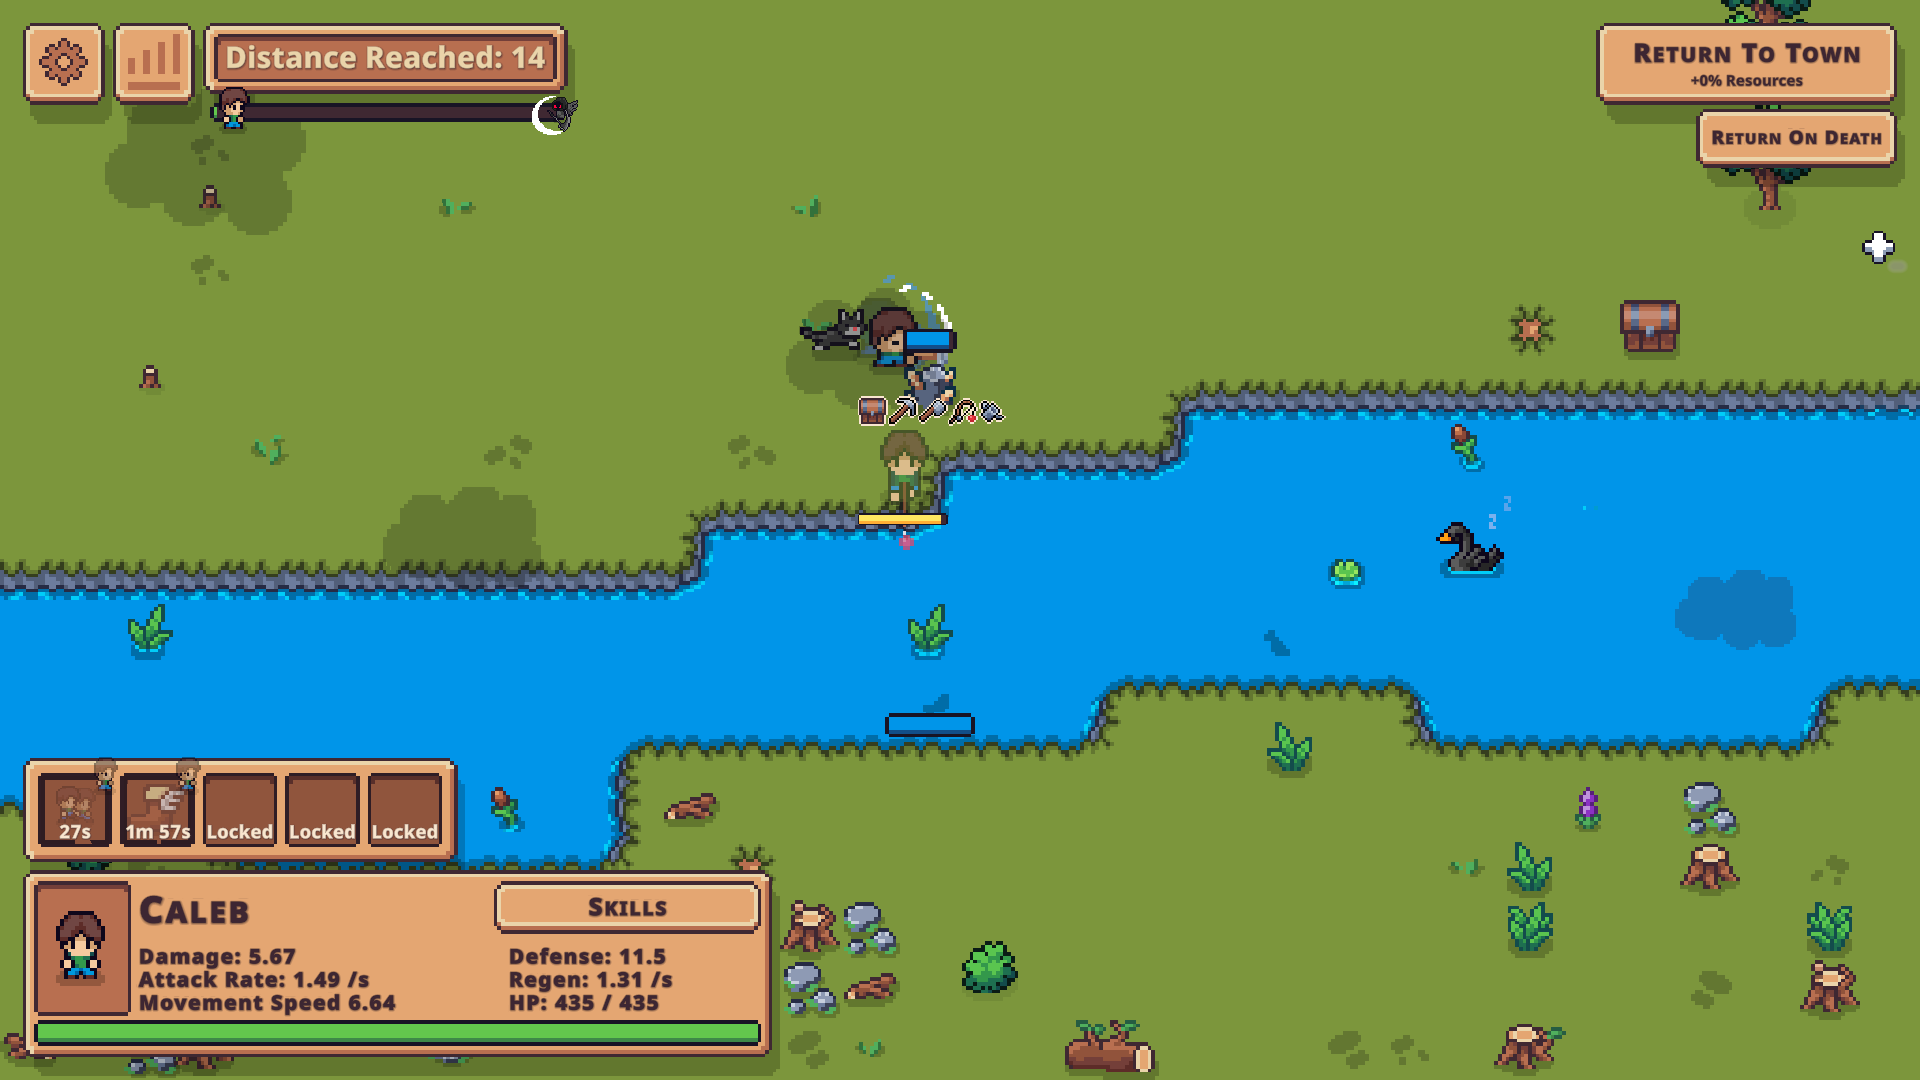 Distance Reached: 14
Return To Town
+0% Resources
Return On Death
z
z
27s
1m 57s
Locked
Locked
Locked
Caleb
Skills
Damage: 5.67
Attack Rate: 1.49 /s
Movement Speed 6.64
Defense: 11.5
Regen: 1.31 /s
HP: 435 / 435